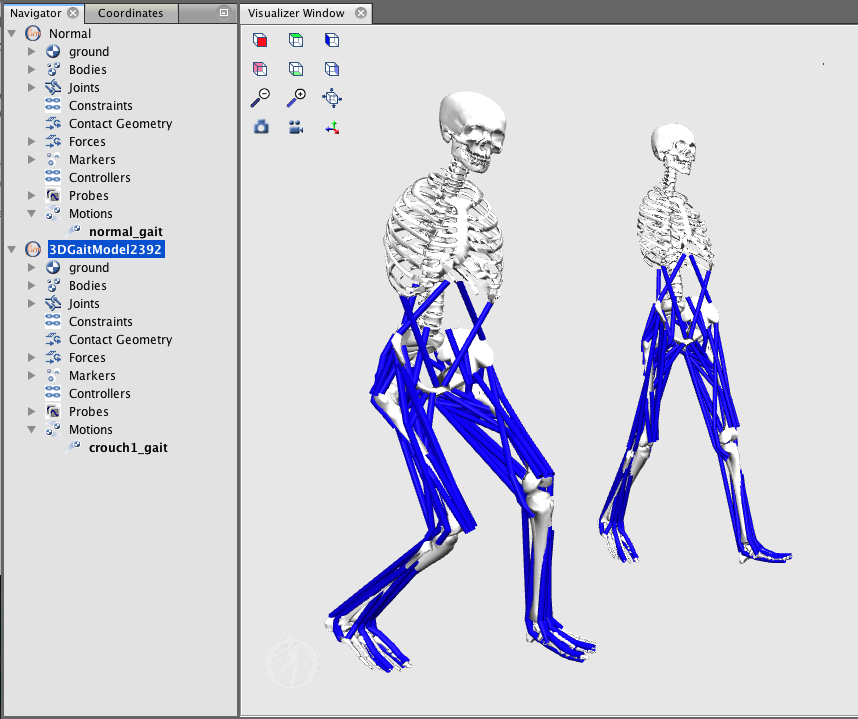 Navigator
Coordinates
Visualizer Window
Normal
ground
Bodies
Joints
Constraints
Contact Geometry
Forces
Markers
Controllers
Probes
Motions
normal_gait
3DGaitModel2392
ground
Bodies
Joints
Constraints
Contact Geometry
Forces
Markers
Controllers
Probes
Motions
crouch1_gait